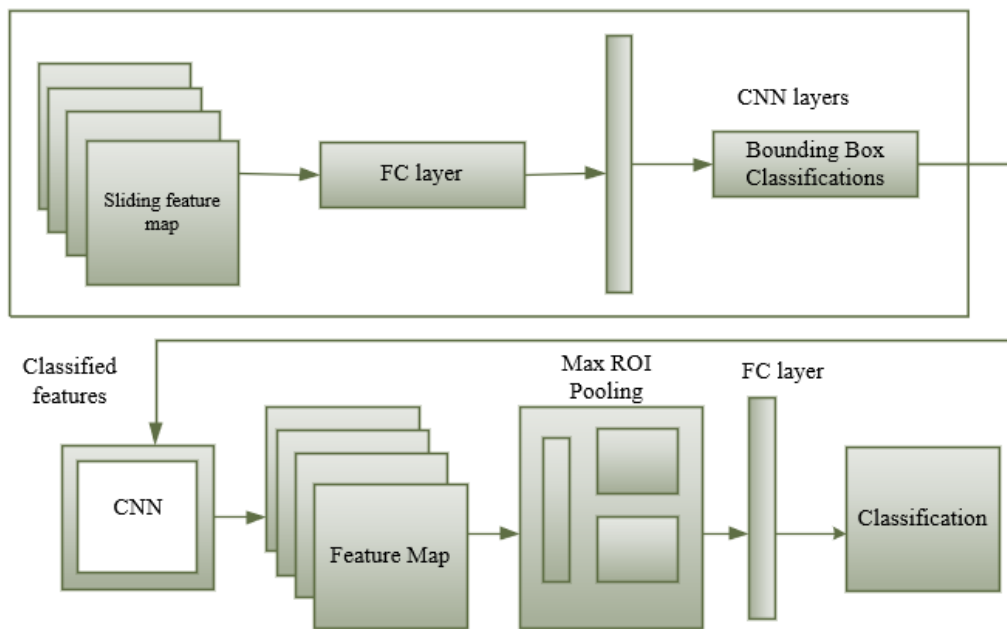 Sliding feature
map
FC layer
CNN layers
Bounding Box
Classifications
Classified
features
CNN
Feature Map
Max ROI
Pooling
FC layer
Classification